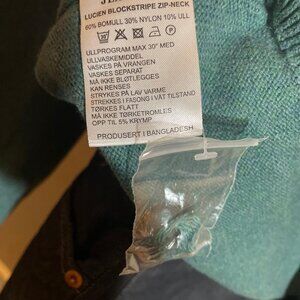 LUCIEN BLOCKSTRIPE ZIP-NECK
60% BOMULL 30% NYLON 10% ULL
ULLPROGRAM MAX 30° MED
ULLVASKEMIDDEL
VASKES PÅ VRANGEN
VASKES SEPARAT
MÅ IKKE BLØTLEGGES
KAN RENSES
STRYKES PÅ LAV VARME
STREKKES I FASONG I VÅT TILSTAND
TØRKES FLATT
MÅ IKKE TØRKETROMLES
OPP TIL 5% KRYMP
PRODUSERT I BANGLADESH